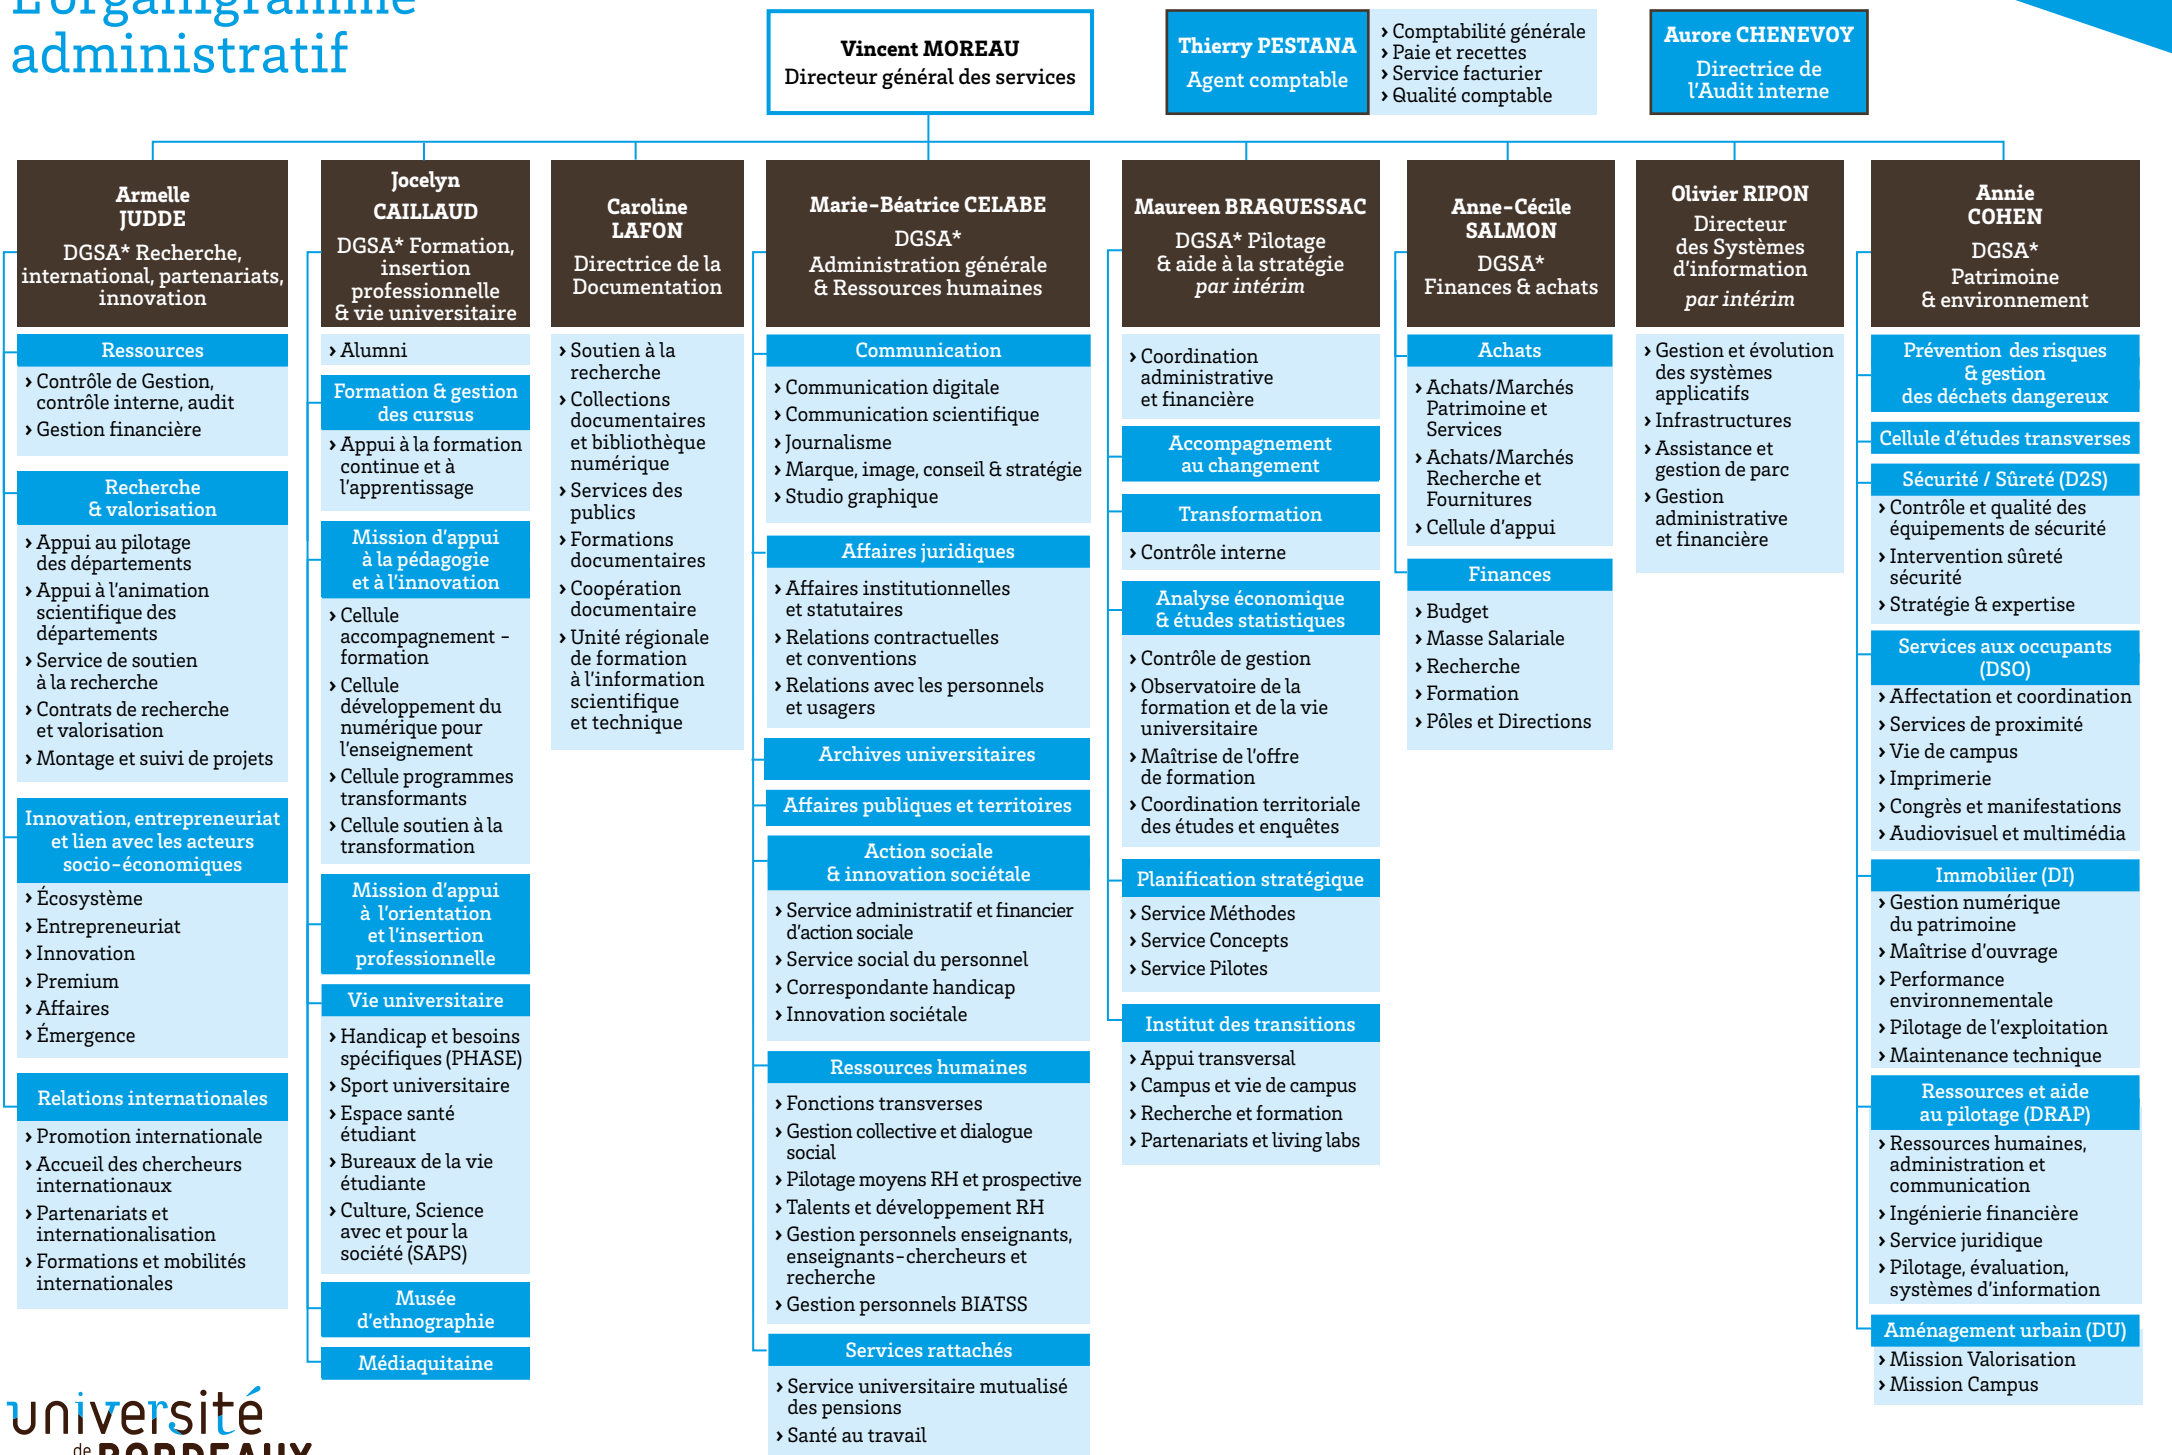 L'organigramme
administratif
Vincent MOREAU
Directeur général des services
Thierry PESTANA
Agent comptable
› Comptabilité générale
› Paie et recettes
› Service facturier
› Qualité comptable
Aurore CHENEVOY
Directrice de
l'Audit interne
Armelle
JUDDE
DGSA* Recherche,
international, partenariats,
innovation
Ressources
› Contrôle de Gestion,
contrôle interne, audit
› Gestion financière
Recherche
& valorisation
› Appui au pilotage
des départements
› Appui à l'animation
scientifique des
départements
› Service de soutien
à la recherche
› Contrats de recherche
et valorisation
› Montage et suivi de projets
Innovation, entrepreneuriat
et lien avec les acteurs
socio-économiques
› Écosystème
› Entrepreneuriat
› Innovation
› Premium
› Affaires
› Émergence
Relations internationales
› Promotion internationale
› Accueil des chercheurs
internationaux
› Partenariats et
internationalisation
› Formations et mobilités
internationales
Jocelyn
CAILLAUD
DGSA* Formation,
insertion
professionnelle
& vie universitaire
› Alumni
Formation & gestion
des cursus
› Appui à la formation
continue et à
l'apprentissage
Mission d'appui
à la pédagogie
et à l'innovation
› Cellule
accompagnement -
formation
› Cellule
développement du
numérique pour
l'enseignement
› Cellule programmes
transformants
› Cellule soutien à la
transformation
Mission d'appui
à l'orientation
et l'insertion
professionnelle
Vie universitaire
› Handicap et besoins
spécifiques (PHASE)
› Sport universitaire
› Espace santé
étudiant
› Bureaux de la vie
étudiante
› Culture, Science
avec et pour la
société (SAPS)
Musée
d'ethnographie
Médiaquitaine
Caroline
LAFON
Directrice de la
Documentation
› Soutien à la
recherche
› Collections
documentaires
et bibliothèque
numérique
› Services des
publics
› Formations
documentaires
› Coopération
documentaire
› Unité régionale
de formation
à l'information
scientifique
et technique
Marie-Béatrice CELABE
DGSA*
Administration générale
& Ressources humaines
Communication
› Communication digitale
› Communication scientifique
› Journalisme
› Marque, image, conseil & stratégie
› Studio graphique
Affaires juridiques
› Affaires institutionnelles
et statutaires
› Relations contractuelles
et conventions
› Relations avec les personnels
et usagers
Archives universitaires
Affaires publiques et territoires
Action sociale
& innovation sociétale
› Service administratif et financier
d'action sociale
› Service social du personnel
› Correspondante handicap
› Innovation sociétale
Ressources humaines
› Fonctions transverses
› Gestion collective et dialogue
social
› Pilotage moyens RH et prospective
› Talents et développement RH
› Gestion personnels enseignants,
enseignants-chercheurs et
recherche
› Gestion personnels BIATSS
Services rattachés
› Service universitaire mutualisé
des pensions
› Santé au travail
Maureen BRAQUESSAC
DGSA* Pilotage
& aide à la stratégie
par intérim
› Coordination
administrative
et financière
Accompagnement
au changement
Transformation
› Contrôle interne
Analyse économique
& études statistiques
› Contrôle de gestion
› Observatoire de la
formation et de la vie
universitaire
› Maîtrise de l'offre
de formation
› Coordination territoriale
des études et enquêtes
Planification stratégique
› Service Méthodes
› Service Concepts
› Service Pilotes
Institut des transitions
› Appui transversal
› Campus et vie de campus
› Recherche et formation
› Partenariats et living labs
Anne-Cécile
SALMON
DGSA*
Finances & achats
Achats
› Achats/Marchés
Patrimoine et
Services
› Achats/Marchés
Recherche et
Fournitures
› Cellule d'appui
Finances
› Budget
› Masse Salariale
› Recherche
› Formation
› Pôles et Directions
Olivier RIPON
Directeur
des Systèmes
d'information
par intérim
› Gestion et évolution
des systèmes
applicatifs
› Infrastructures
› Assistance et
gestion de parc
› Gestion
administrative
et financière
Annie
COHEN
DGSA*
Patrimoine
& environnement
Prévention des risques
& gestion
des déchets dangereux
Cellule d'études transverses
Sécurité / Sûreté (D2S)
› Contrôle et qualité des
équipements de sécurité
› Intervention sûreté
sécurité
› Stratégie & expertise
Services aux occupants
(DSO)
› Affectation et coordination
› Services de proximité
› Vie de campus
› Imprimerie
› Congrès et manifestations
› Audiovisuel et multimédia
Immobilier (DI)
› Gestion numérique
du patrimoine
› Maîtrise d'ouvrage
› Performance
environnementale
› Pilotage de l'exploitation
› Maintenance technique
Ressources et aide
au pilotage (DRAP)
› Ressources humaines,
administration et
communication
› Ingénierie financière
› Service juridique
› Pilotage, évaluation,
systèmes d'information
Aménagement urbain (DU)
› Mission Valorisation
› Mission Campus
université
de BORDEAUX